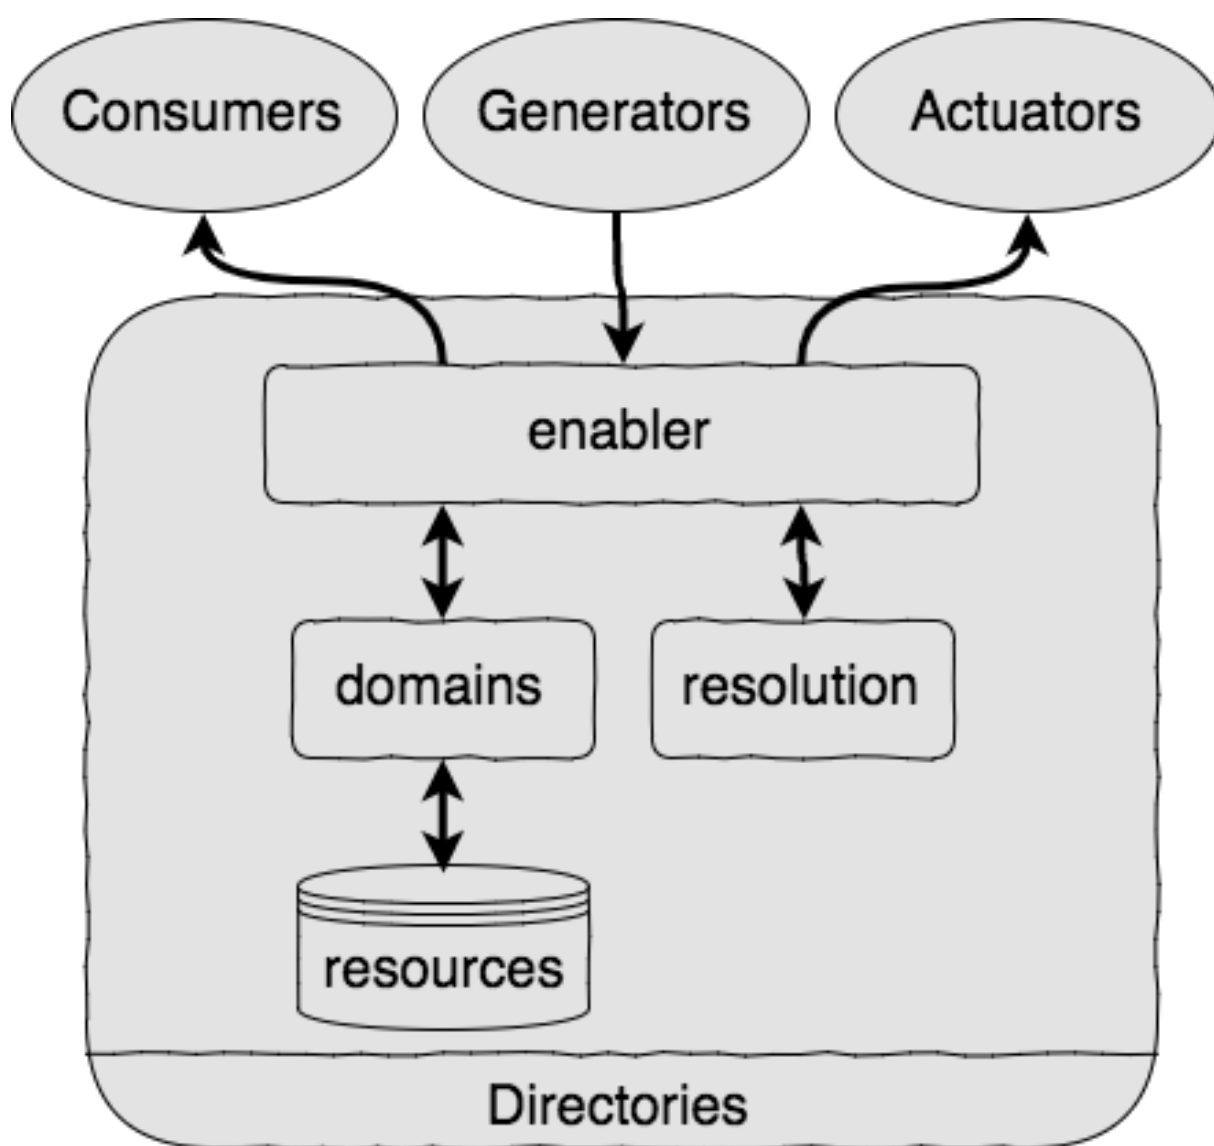 Consumers
Generators
Actuators
enabler
domains
resolution
resources
Directories